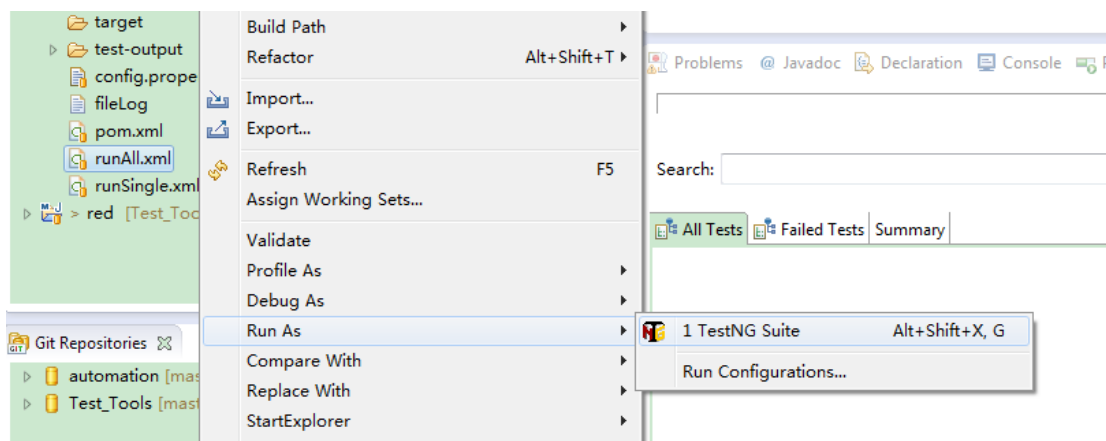 target
test-output
config.prope
fileLog
pom.xml
runAll.xml
runSingle.xml
> red [Test_Too
Git Repositories
automation [mas
Test_Tools [mast
Build Path
Refactor Alt+Shift+T
Import...
Export...
Refresh F5
Assign Working Sets...
Validate
Profile As
Debug As
Run As
Compare With
Replace With
StartExplorer
1 TestNG Suite Alt+Shift+X, G
Run Configurations...
Problems @ Javadoc Declaration Console
Search:
All Tests Failed Tests Summary